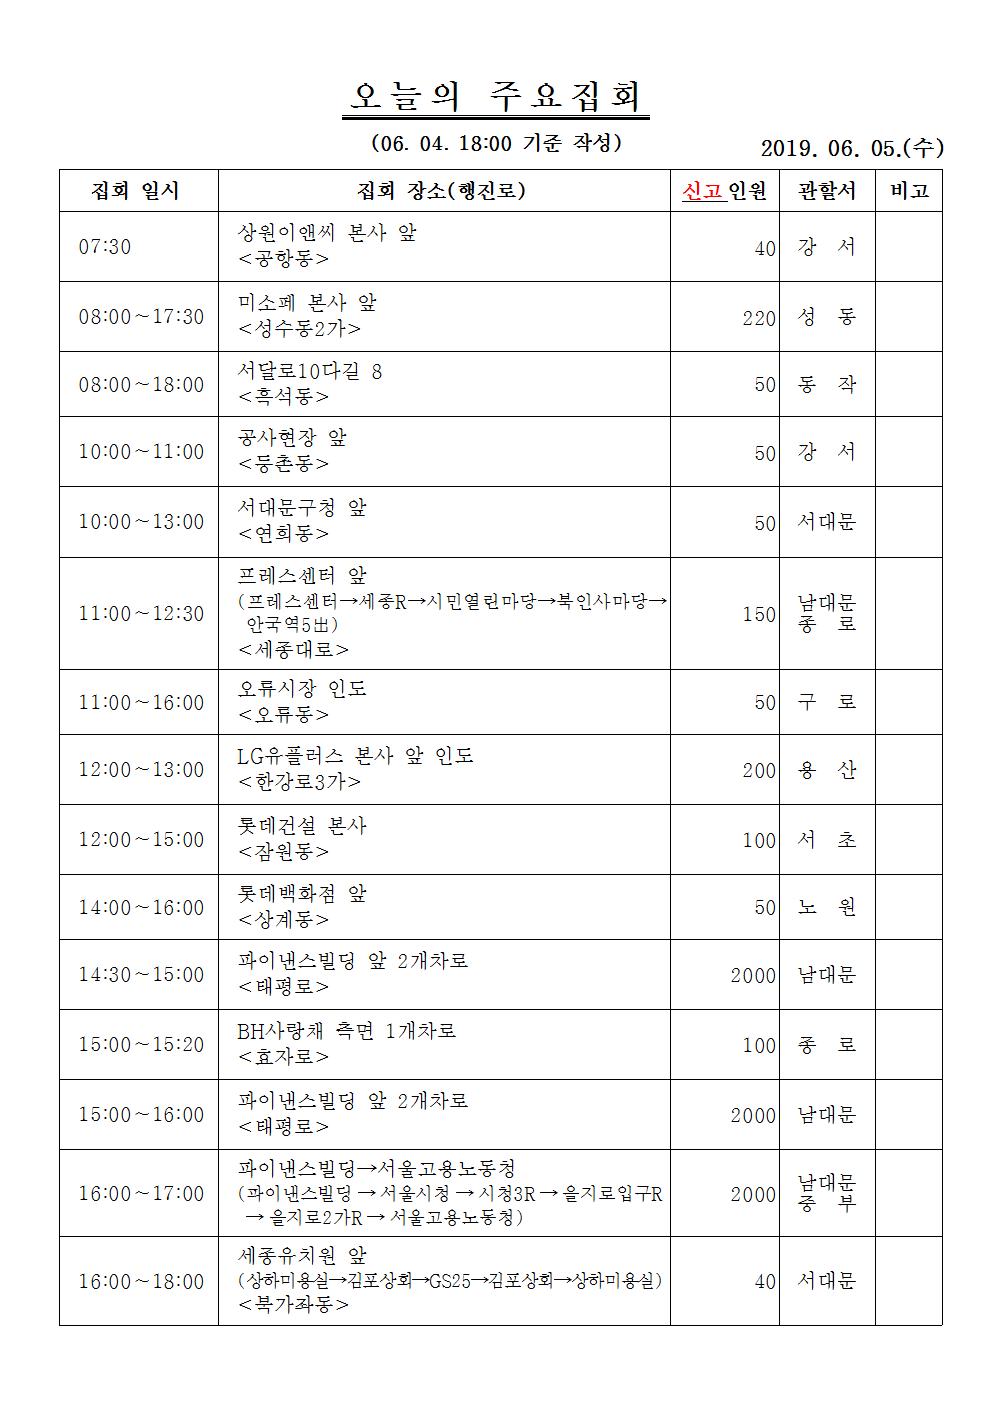 오늘의 주요집회
(06. 04. 18:00 기준 작성)
2019. 06. 05.(수)
집회 일시 집회 장소(행진로) 신고인원 관할서 비고
07:30 상원이앤씨 본사 앞 <공항동> 40 강 서
08:00~17:30 미소페 본사 앞 <성수동2가> 220 성 동
08:00~18:00 서달로10다길 8 <흑석동> 50 동 작
10:00~11:00 공사현장 앞 <등촌동> 50 강 서
10:00~13:00 서대문구청 앞 <연희동> 50 서대문
11:00~12:30 프레스센터 앞 (프레스센터→세종R→시민열린마당→북인사마당→ 안국역5出) <세종대로> 150 남대문 종 로
11:00~16:00 오류시장 인도 <오류동> 50 구 로
12:00~13:00 LG유플러스 본사 앞 인도 <한강로3가> 200 용 산
12:00~15:00 롯데건설 본사 <잠원동> 100 서 초
14:00~16:00 롯데백화점 앞 <상계동> 50 노 원
14:30~15:00 파이낸스빌딩 앞 2개차로 <태평로> 2000 남대문
15:00~15:20 BH사랑채 측면 1개차로 <효자로> 100 종 로
15:00~16:00 파이낸스빌딩 앞 2개차로 <태평로> 2000 남대문
16:00~17:00 파이낸스빌딩→서울고용노동청 (파이낸스빌딩 → 서울시청 → 시청3R → 을지로입구R → 을지로2가R → 서울고용노동청) 2000 남대문 중 부
16:00~18:00 세종유치원 앞 (상하미용실→김포상회→GS25→김포상회→상하미용실) <북가좌동> 40 서대문